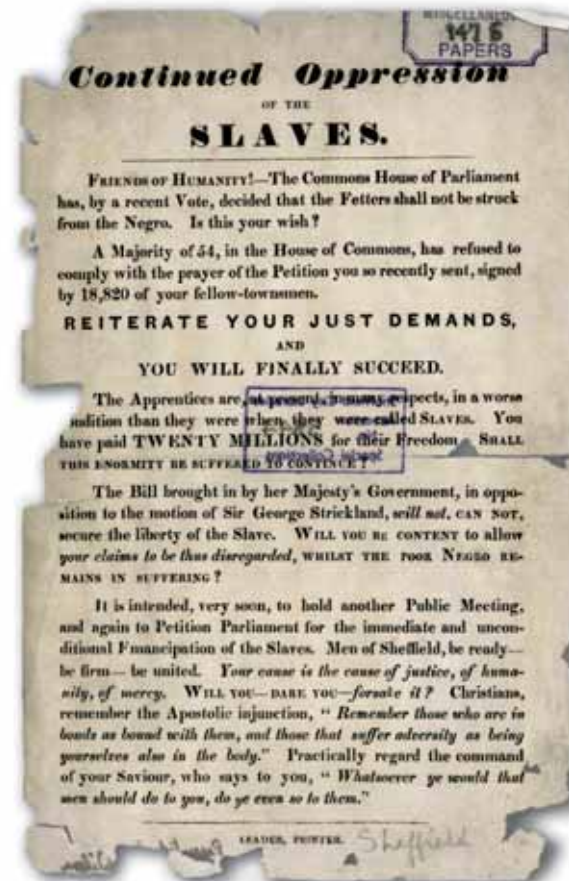 MISCELLANEOUS
1476
PAPERS
Continued Oppression
OF THE
SLAVES.
FRIENDS OF HUMANITY!—The Commons House of Parliament
has, by a recent Vote, decided that the Fetters shall not be struck
from the Negro. Is this your wish?
A Majority of 54, in the House of Commons, has refused to
comply with the prayer of the Petition you so recently sent, signed
by 18,820 of your fellow-townsmen.
REITERATE YOUR JUST DEMANDS,
AND
YOU WILL FINALLY SUCCEED.
The Apprentices are, at present, in many respects, in a worse
condition than they were when they were called SLAVES. You
have paid TWENTY MILLIONS for their Freedom SHALL
THIS ENORMITY BE SUFFERED TO CONTINUE?
The Bill brought in by her Majesty's Government, in oppo-
sition to the motion of Sir George Strickland, will not, CAN NOT,
secure the liberty of the Slave. WILL YOU BE CONTENT to allow
your claims to be thus disregarded, WHILST THE POOR NEGRO RE-
MAINS IN SUFFERING?
It is intended, very soon, to hold another Public Meeting,
and again to Petition Parliament for the immediate and uncon-
ditional Emancipation of the Slaves. Men of Sheffield, be ready—
be firm—be united. Your cause is the cause of justice, of huma-
nity, of mercy. WILL YOU—DARE YOU—forsake it? Christians,
remember the Apostolic injunction, "Remember those who are in
bonds as bound with them, and those that suffer adversity as being
yourselves also in the body." Practically regard the command
of your Saviour, who says to you, "Whatsoever ye would that
men should do to you, do ye even so to them."
LEADER, PRINTER. Sheffield